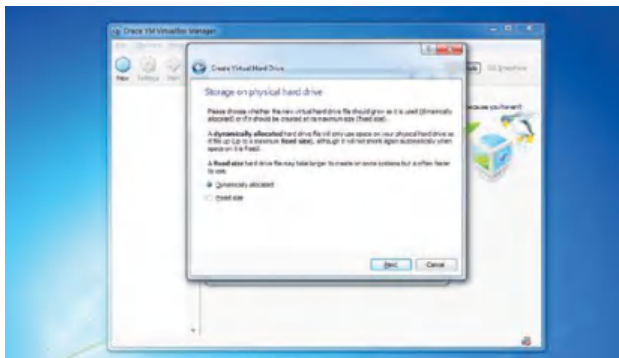 Oracle VM VirtualBox Manager
New
Create Virtual Hard Drive
Storage on physical hard drive
Please choose whether the new virtual hard drive file should grow as it is used (dynamically
allocated) or if it should be created at its maximum size (fixed size).
A dynamically allocated hard drive file will only use space on your physical hard drive as
it fills up (up to a maximum fixed size), although it will not shrink again automatically when
space on it is freed.
A fixed size hard drive file may take longer to create on some systems but is often faster
to use.
Dynamically allocated
Fixed size
Next
Cancel